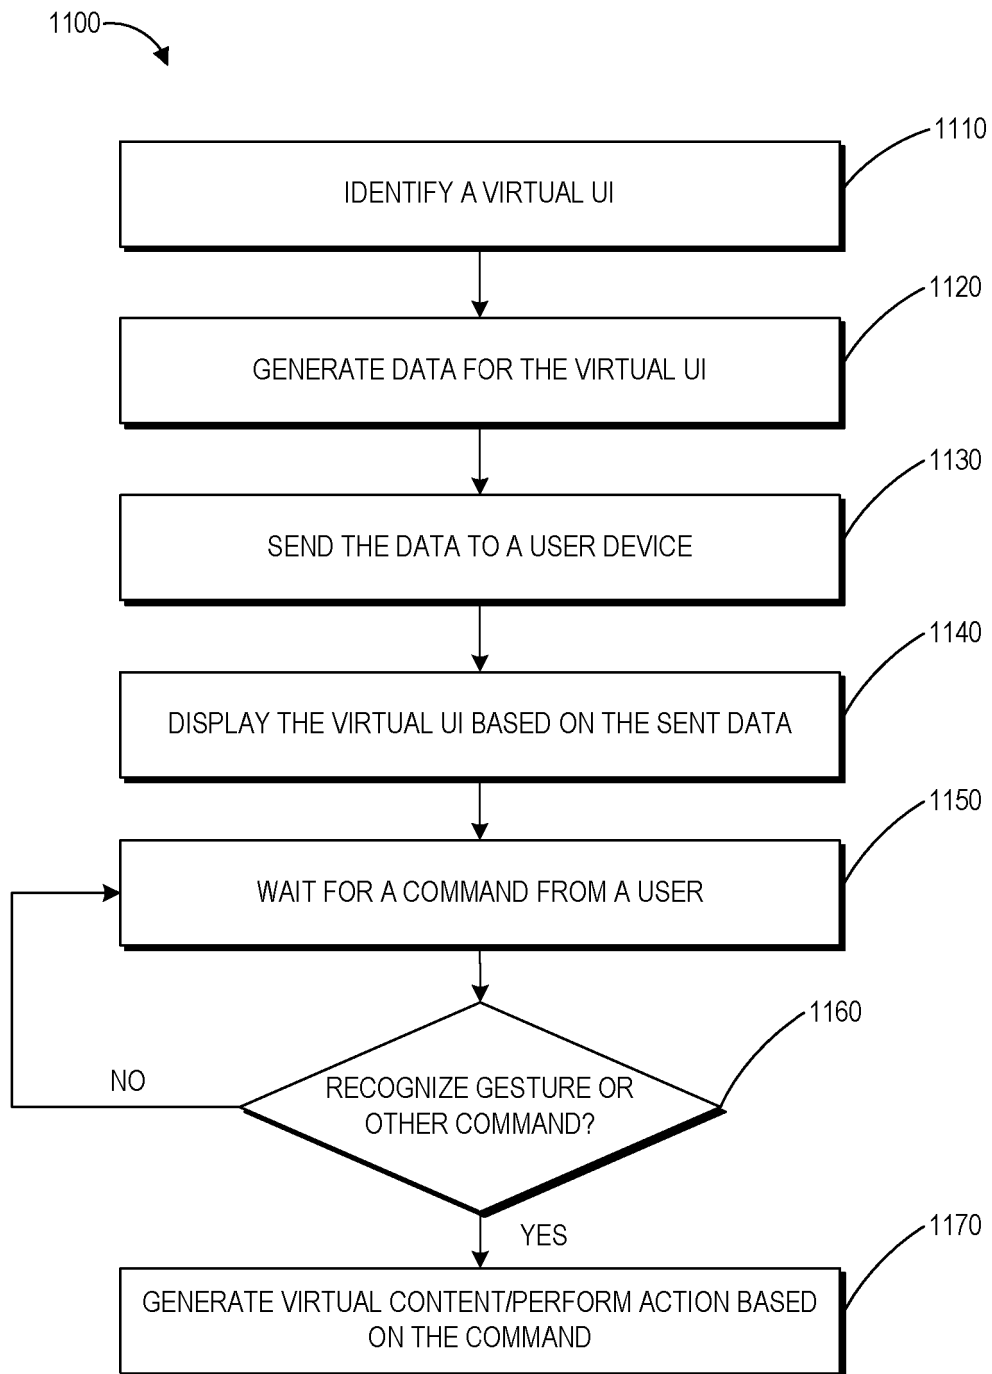 1100
1110
IDENTIFY A VIRTUAL UI
1120
GENERATE DATA FOR THE VIRTUAL UI
1130
SEND THE DATA TO A USER DEVICE
1140
DISPLAY THE VIRTUAL UI BASED ON THE SENT DATA
1150
WAIT FOR A COMMAND FROM A USER
1160
RECOGNIZE GESTURE OR
OTHER COMMAND?
NO
YES
1170
GENERATE VIRTUAL CONTENT/PERFORM ACTION BASED
ON THE COMMAND